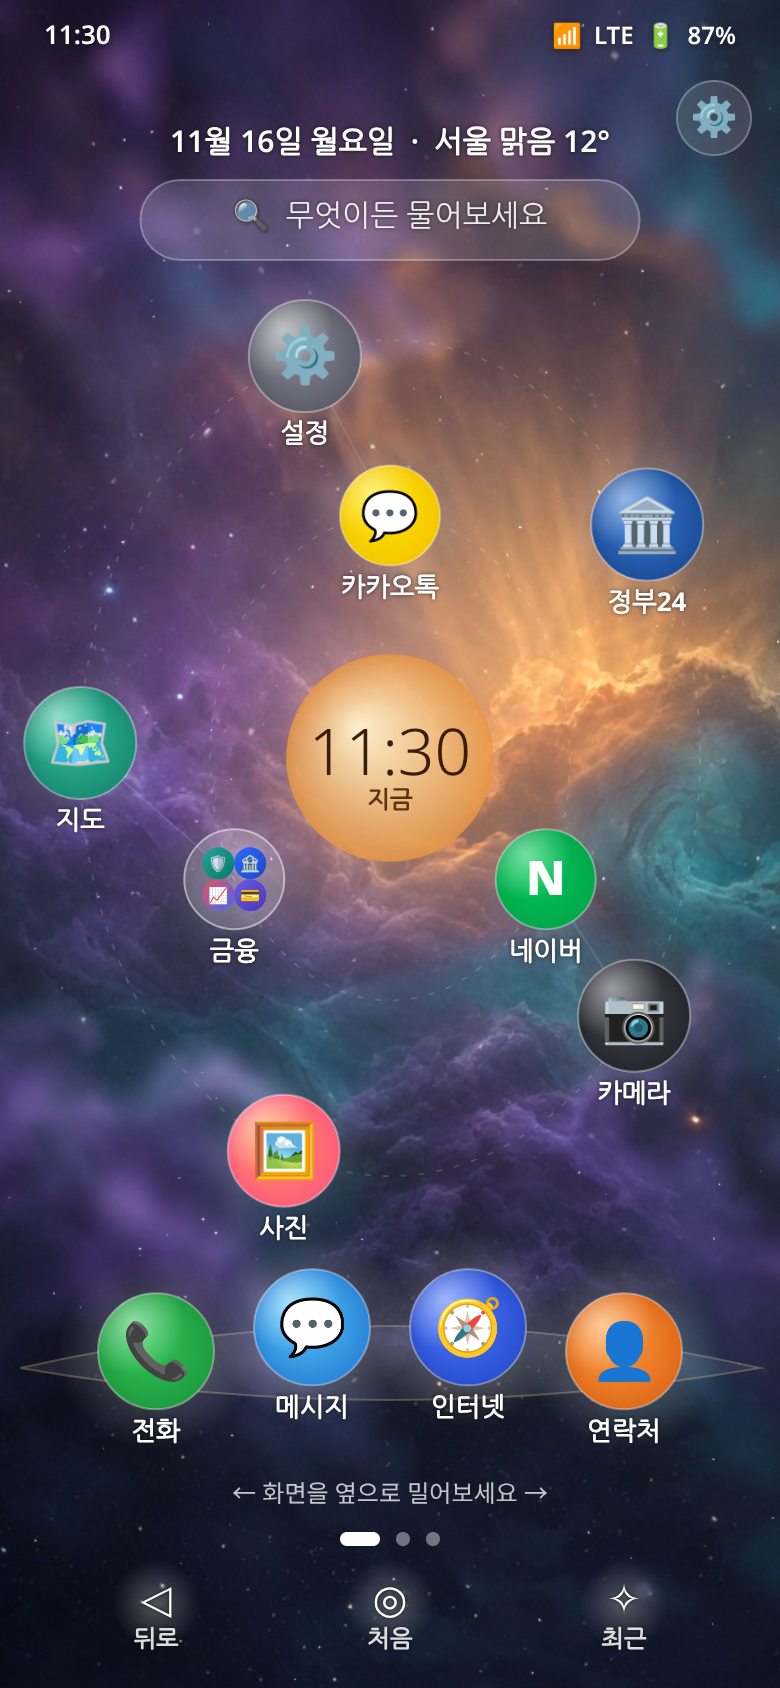 11:30 LTE 87%
11월 16일 월요일 · 서울 맑음 12°
무엇이든 물어보세요
설정
카카오톡
정부24
11:30
지금
지도
N
금융
네이버
카메라
사진
메시지
인터넷
전화
연락처
← 화면을 옆으로 밀어보세요 →
뒤로
처음
최근